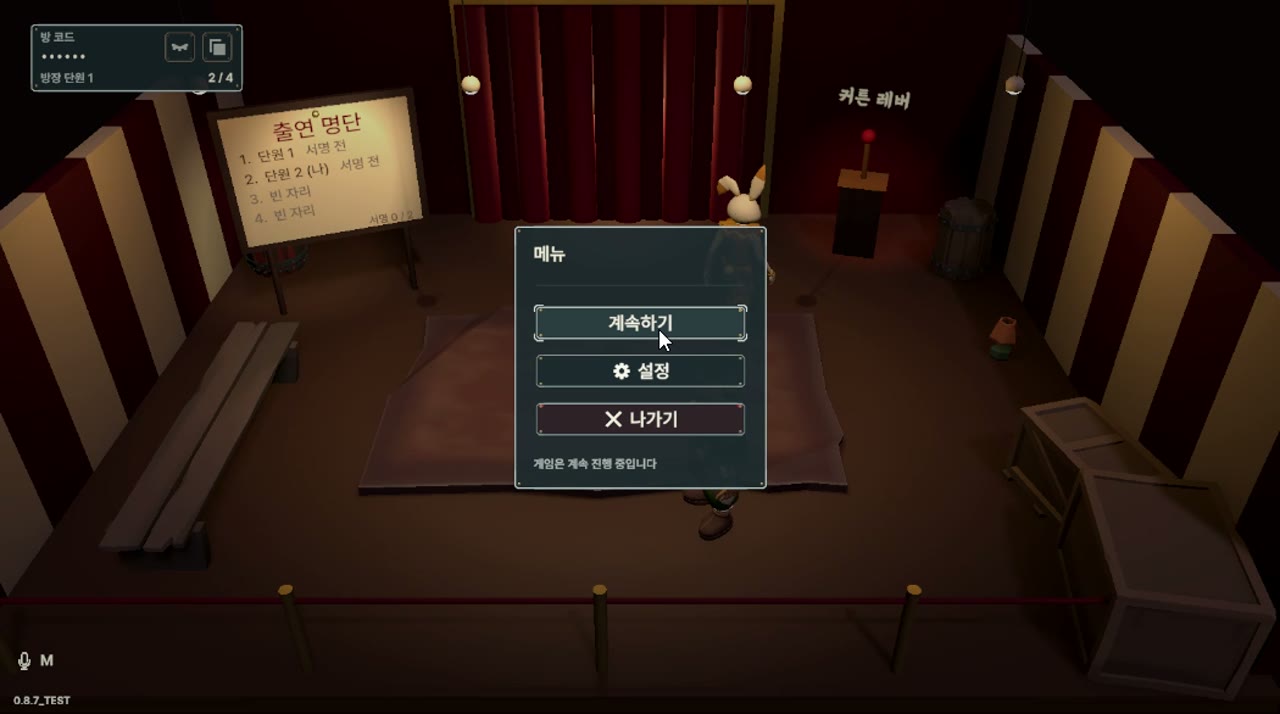 방 코드
••••••
방장 단원 1
2 / 4
출연 명단
1. 단원 1 서명 전
2. 단원 2 (나) 서명 전
3. 빈 자리
4. 빈 자리
서명 0 / 2
커튼 레버
메뉴
계속하기
설정
나가기
게임은 계속 진행 중입니다
M
0.8.7_TEST